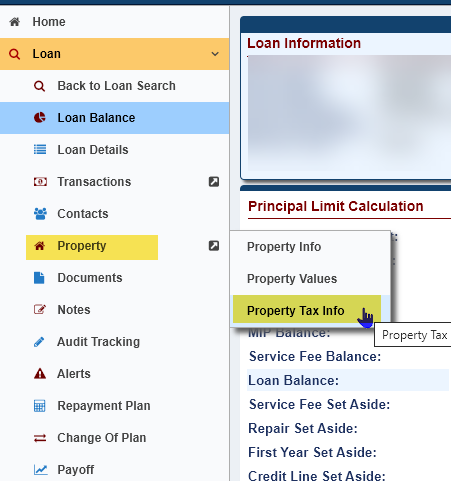 Home
Loan
Back to Loan Search
Loan Balance
Loan Details
Transactions
Contacts
Property
Documents
Notes
Audit Tracking
Alerts
Repayment Plan
Change Of Plan
Payoff
Loan Information
Principal Limit Calculation
Property Info
Property Values
Property Tax Info
Property Tax
MIP Balance:
Service Fee Balance:
Loan Balance:
Service Fee Set Aside:
Repair Set Aside:
First Year Set Aside:
Credit Line Set Aside: